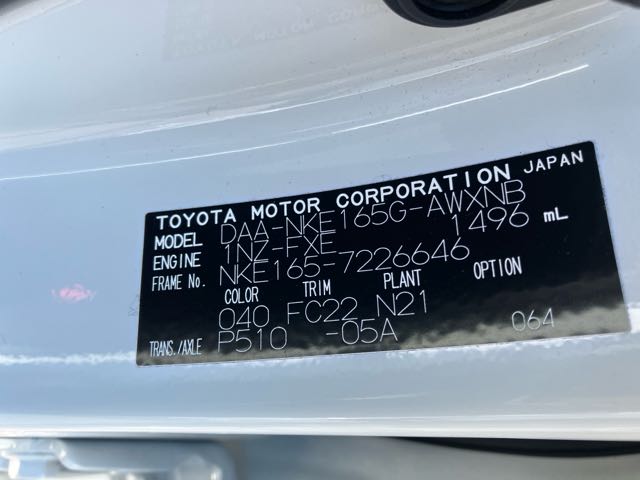 TOYOTA MOTOR CORPORATION JAPAN
MODEL DAA-NKE165G-AWXNB
ENGINE 1NZ-FXE 1496 mL
FRAME No. NKE165-7226646
COLOR TRIM PLANT OPTION
040 FC22 N21
TRANS./AXLE P510 -05A 064